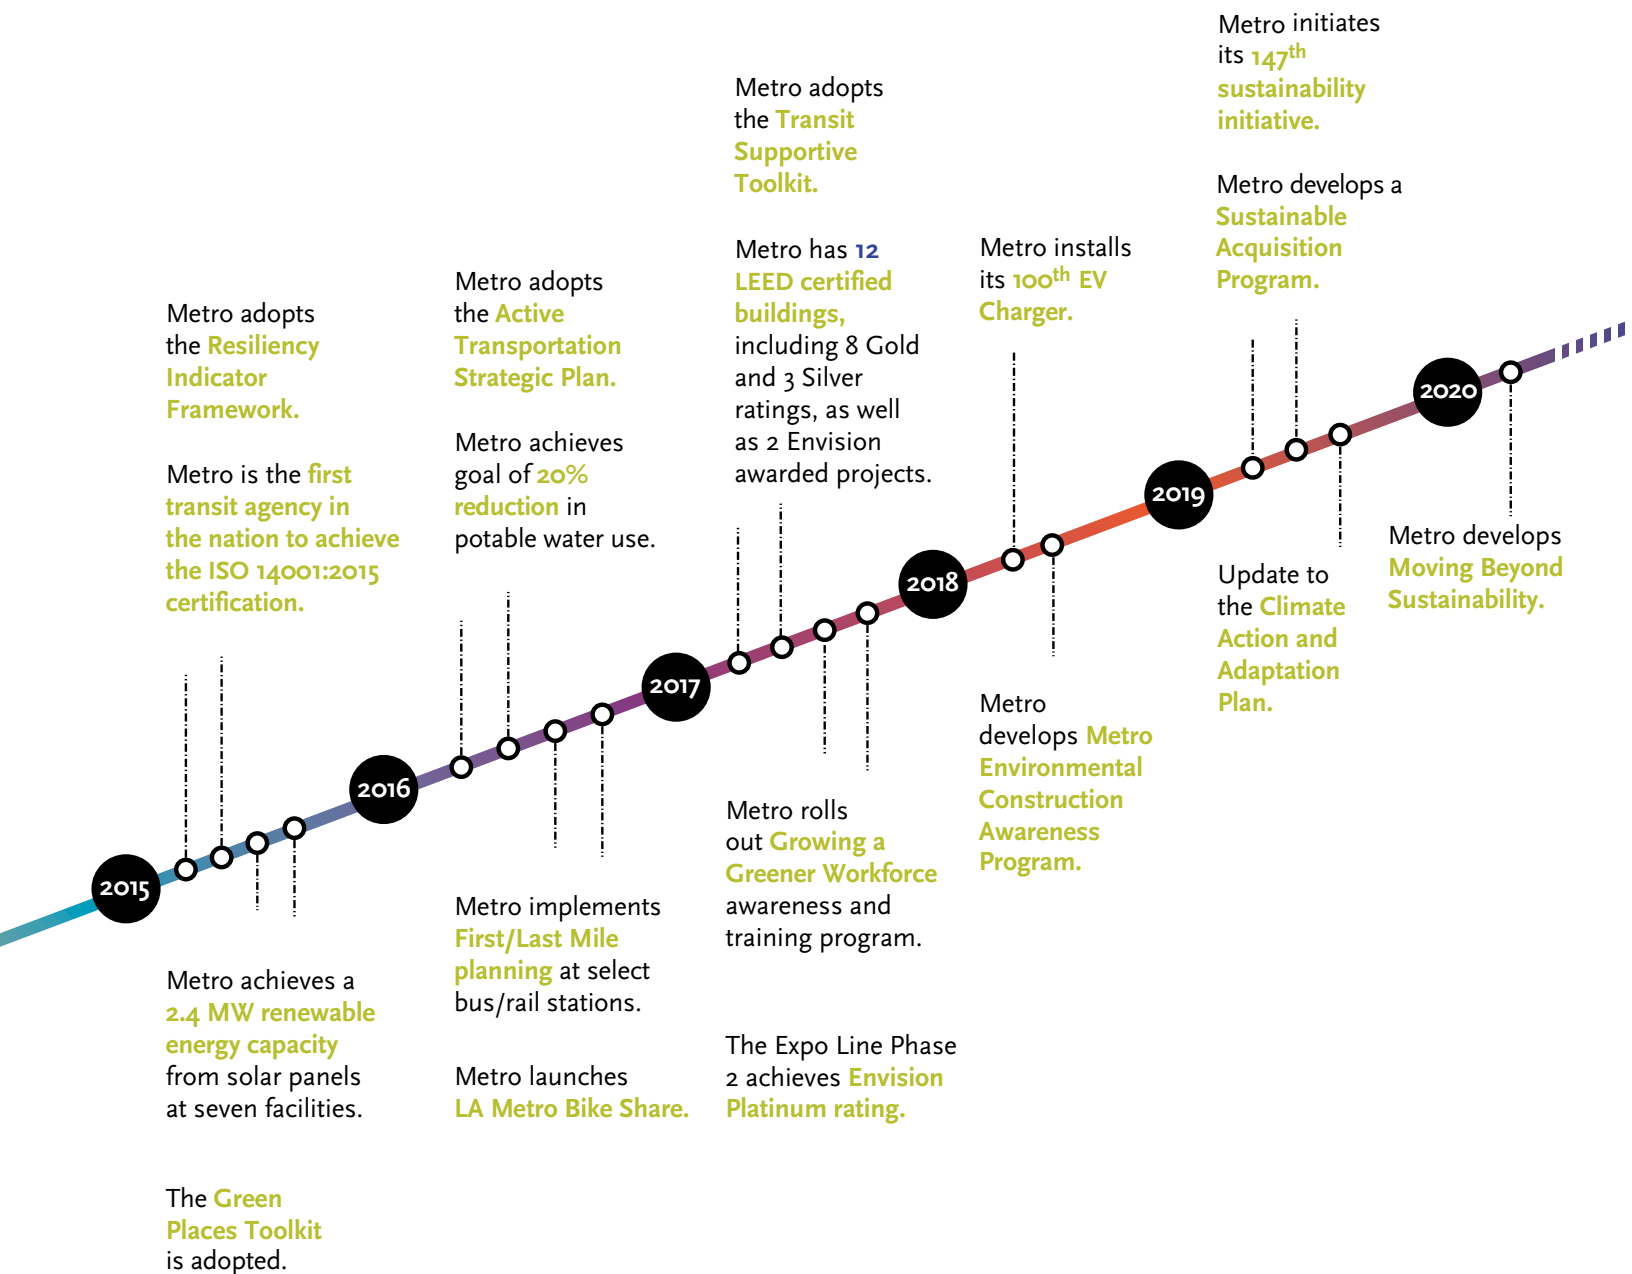 2015
Metro adopts
the Resiliency
Indicator
Framework.
Metro is the first
transit agency in
the nation to achieve
the ISO 14001:2015
certification.
Metro achieves a
2.4 MW renewable
energy capacity
from solar panels
at seven facilities.
The Green
Places Toolkit
is adopted.
2016
Metro adopts
the Active
Transportation
Strategic Plan.
Metro achieves
goal of 20%
reduction in
potable water use.
Metro implements
First/Last Mile
planning at select
bus/rail stations.
Metro launches
LA Metro Bike Share.
2017
Metro adopts
the Transit
Supportive
Toolkit.
Metro has 12
LEED certified
buildings,
including 8 Gold
and 3 Silver
ratings, as well
as 2 Envision
awarded projects.
Metro rolls
out Growing a
Greener Workforce
awareness and
training program.
The Expo Line Phase
2 achieves Envision
Platinum rating.
2018
Metro installs
its 100th EV
Charger.
Metro
develops Metro
Environmental
Construction
Awareness
Program.
2019
Metro initiates
its 147th
sustainability
initiative.
Metro develops a
Sustainable
Acquisition
Program.
Update to
the Climate
Action and
Adaptation
Plan.
2020
Metro develops
Moving Beyond
Sustainability.